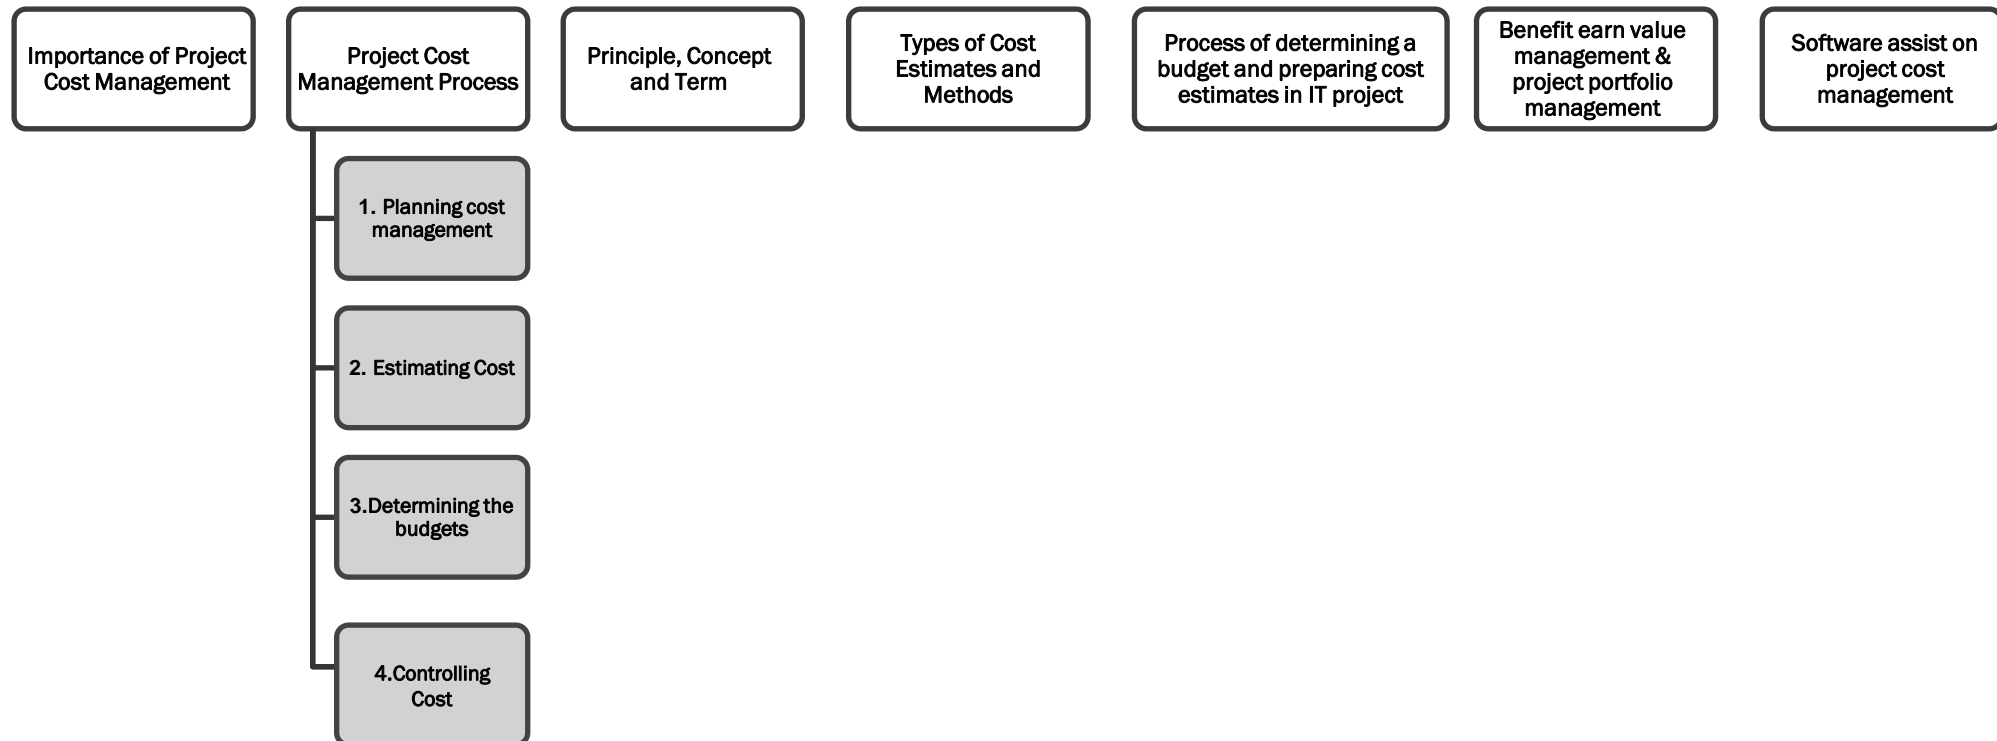 Importance of Project
Cost Management
Project Cost
Management Process
Principle, Concept
and Term
Types of Cost
Estimates and
Methods
Process of determining a
budget and preparing cost
estimates in IT project
Benefit earn value
management &
project portfolio
management
Software assist on
project cost
management
1. Planning cost
management
2. Estimating Cost
3.Determining the
budgets
4.Controlling
Cost